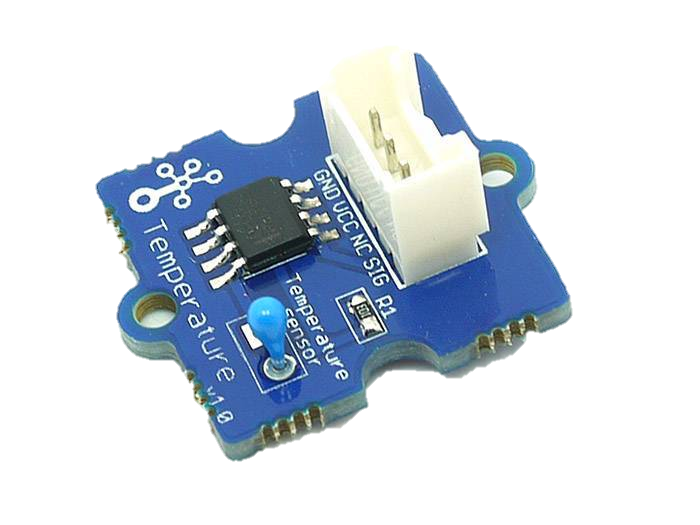 GND VCC NC SIG
R1
Temperature
Sensor
Temperature
v1.0